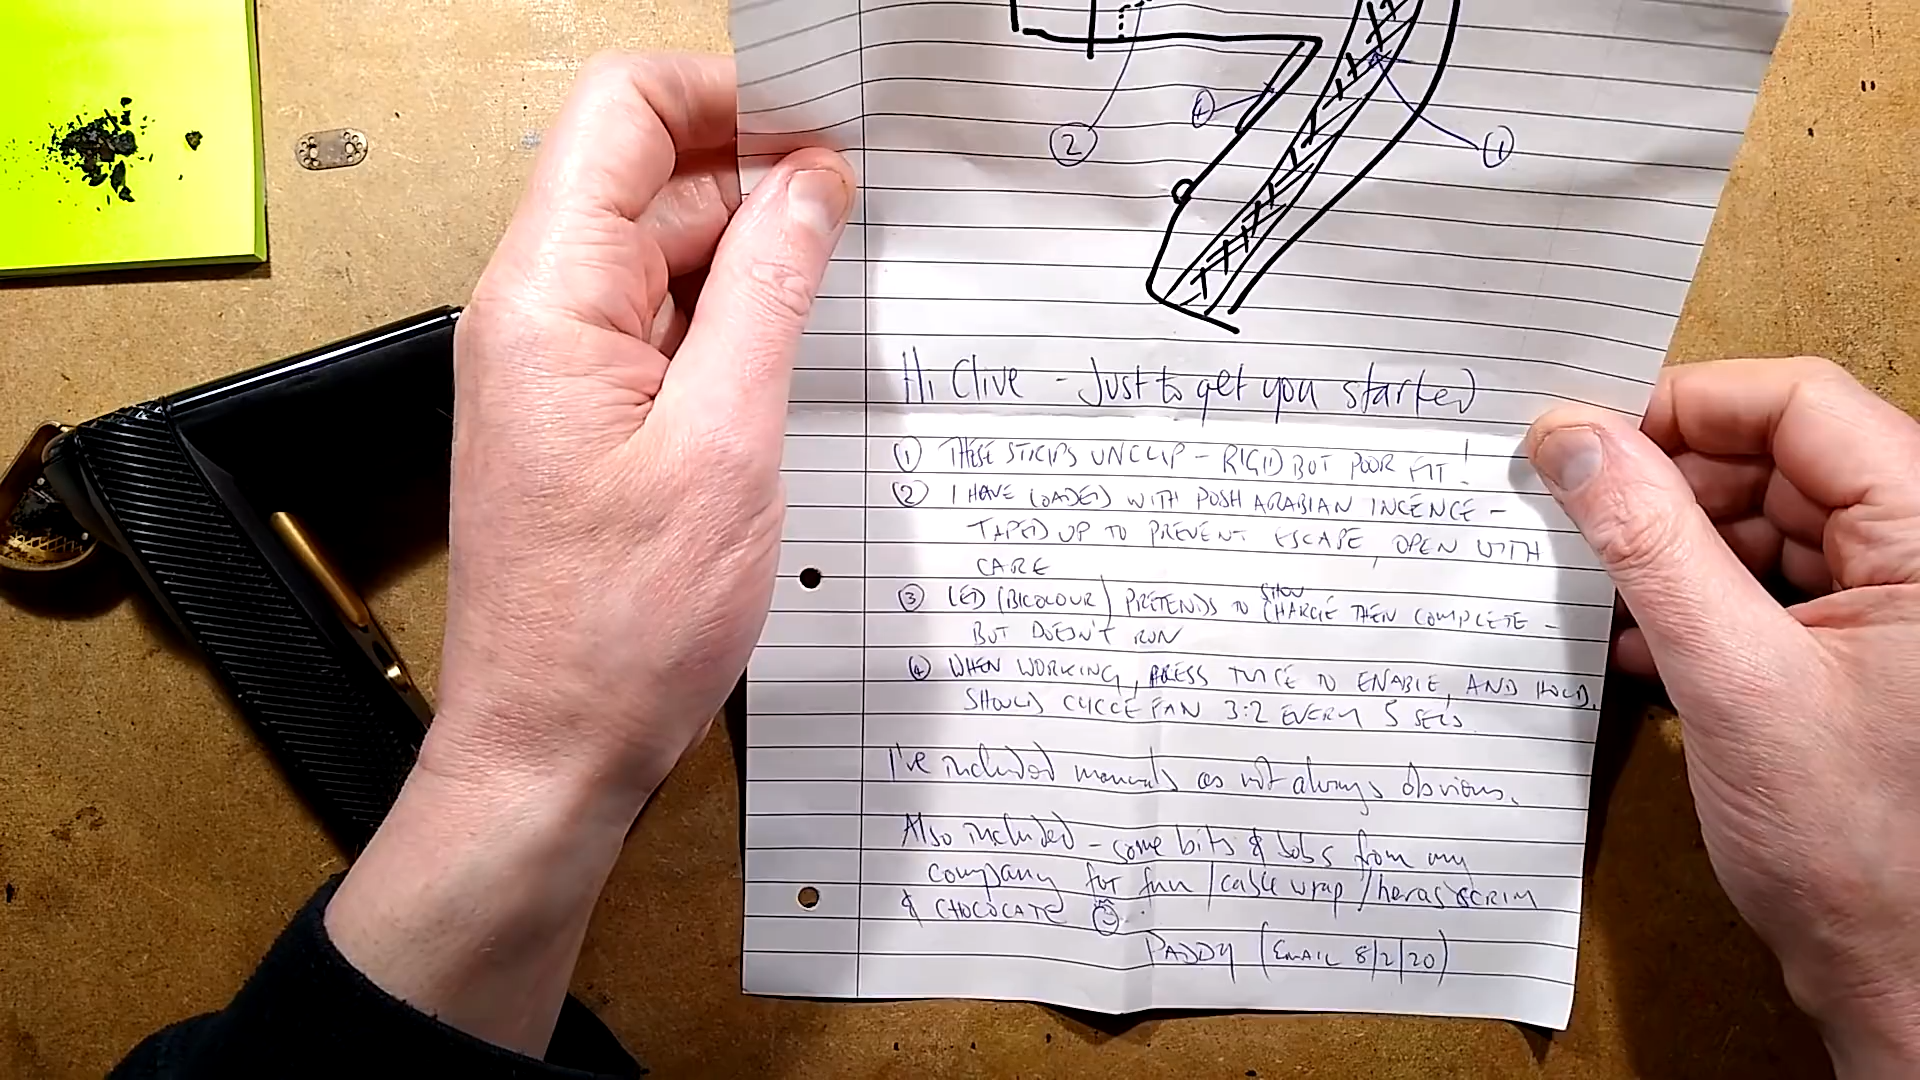 ②
④
①
Hi Clive - Just to get you started
① THESE STRIPS UNCLIP - RIGID BUT POOR FIT!
② I HAVE LOADED WITH POSH ARABIAN INCENCE -
TAPED UP TO PREVENT ESCAPE, OPEN WITH
CARE
③ LED (BICOLOUR) PRETENDS TO SHOW CHARGE THEN COMPLETE -
BUT DOESN'T RUN
④ WHEN WORKING, PRESS TWICE TO ENABLE, AND HOLD.
SHOULD CYCLE FAN 3:2 EVERY 5 SECS.
I've included manuals as not always obvious.
Also included - some bits & bobs from my
company for fun / cable wrap / heras scrim
& CHOCOLATE
PADDY (EMAIL 8/2/20)